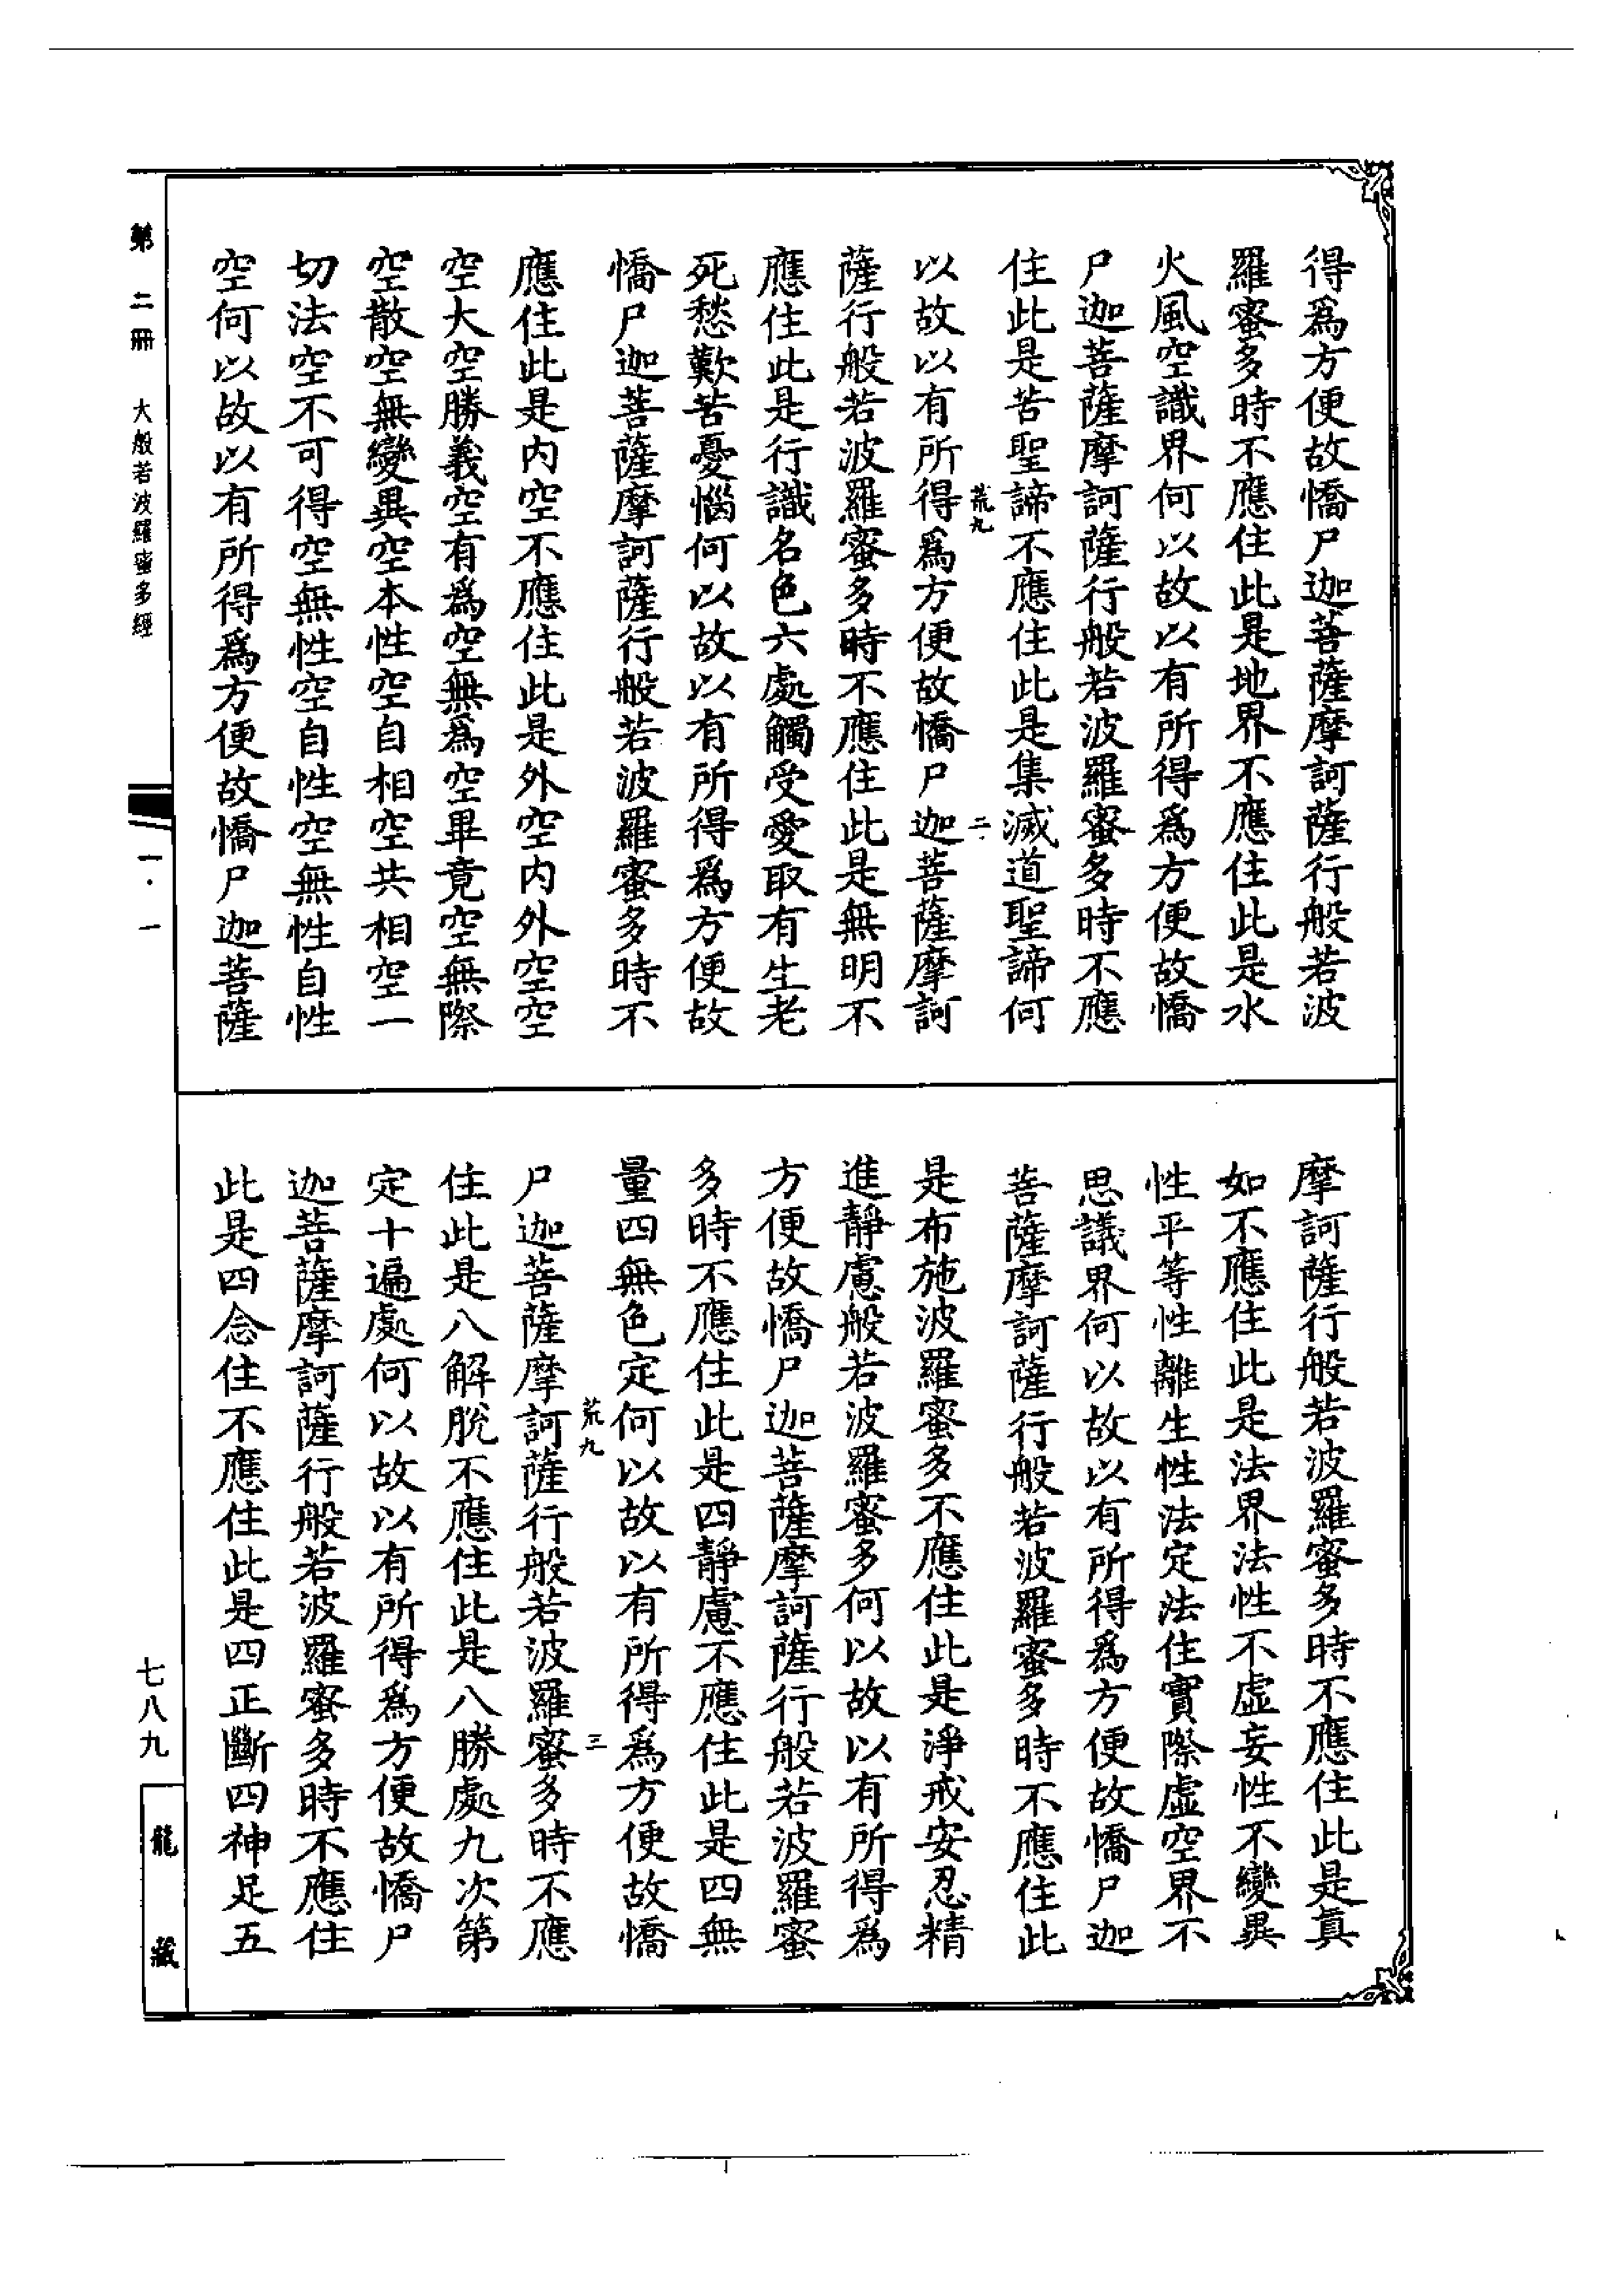 得爲方便故憍尸迦菩薩摩訶薩行般若波
羅蜜多時不應住此是地界不應住此是水
火風空識界何以故以有所得爲方便故憍
尸迦菩薩摩訶薩行般若波羅蜜多時不應
住此是苦聖諦不應住此是集滅道聖諦何
荒九 二
以故以有所得爲方便故憍尸迦菩薩摩訶
薩行般若波羅蜜多時不應住此是無明不
應住此是行識名色六處觸受愛取有生老
死愁歎苦憂惱何以故以有所得爲方便故
憍尸迦菩薩摩訶薩行般若波羅蜜多時不
應住此是内空不應住此是外空内外空空
空大空勝義空有爲空無爲空畢竟空無際
空散空無變異空本性空自相空共相空一
切法空不可得空無性空自性空無性自性
空何以故以有所得爲方便故憍尸迦菩薩
摩訶薩行般若波羅蜜多時不應住此是真
如不應住此是法界法性不虛妄性不變異
性平等性離生性法定法住實際虛空界不
思議界何以故以有所得爲方便故憍尸迦
菩薩摩訶薩行般若波羅蜜多時不應住此
是布施波羅蜜多不應住此是淨戒安忍精
進靜慮般若波羅蜜多何以故以有所得爲
方便故憍尸迦菩薩摩訶薩行般若波羅蜜
多時不應住此是四靜慮不應住此是四無
量四無色定何以故以有所得爲方便故憍
荒九 三
尸迦菩薩摩訶薩行般若波羅蜜多時不應
住此是八解脫不應住此是八勝處九次第
定十遍處何以故以有所得爲方便故憍尸
迦菩薩摩訶薩行般若波羅蜜多時不應住
此是四念住不應住此是四正斷四神足五
第二冊 大般若波羅蜜多經 一·一 七八九 龍藏